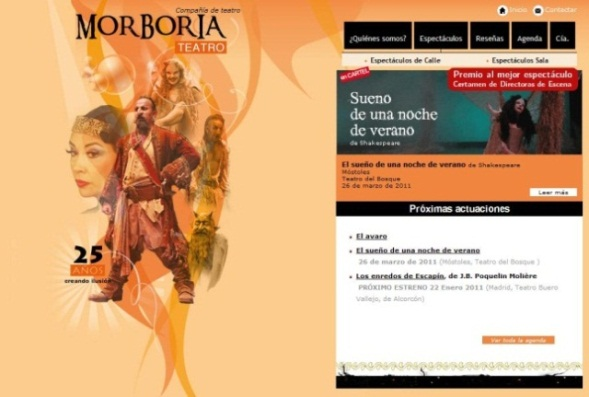 Compañía de teatro
MORBORIA
TEATRO
25
AÑOS
creando ilusión
Inicio
Contactar
¿Quiénes somos?
Espectáculos
Reseñas
Agenda
Cía.
Espectáculos de Calle
Espectáculos Sala
EN CARTEL
Premio al mejor espectáculo
Certamen de Directoras de Escena
Sueno
de una noche
de verano
de Shakespeare
El sueño de una noche de verano de Shakespeare
Móstoles
Teatro del Bosque
26 de marzo de 2011
Leer más
Próximas actuaciones
El avaro
El sueño de una noche de verano
26 de marzo de 2011 (Móstoles, Teatro del Bosque )
Los enredos de Escapín, de J.B. Poquelin Molière
PRÓXIMO ESTRENO 22 Enero 2011 (Madrid, Teatro Buero
Vallejo, de Alcorcón)
Ver toda la agenda